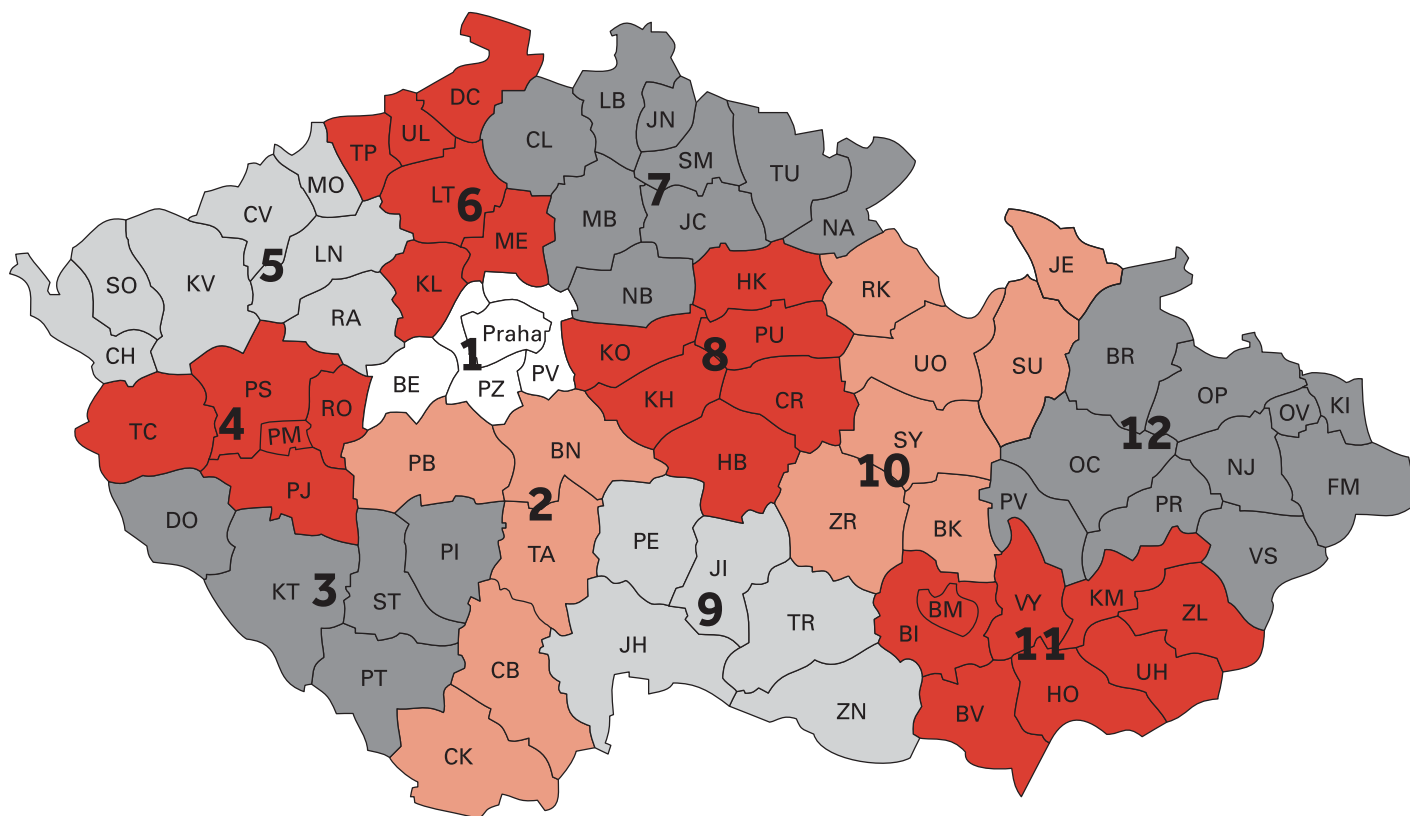 DC
LB
JN
UL
CL
TP
SM
TU
MO
LT
6
7
CV
MB
JC
NA
ME
LN
5
JE
SO
KV
KL
HK
RK
NB
RA
Praha
PU
CH
1
KO
8
UO
SU
BR
PV
BE
PZ
PS
KH
CR
OP
KI
OV
RO
TC
4
PM
SY
12
PB
BN
HB
10
OC
NJ
PJ
FM
2
PV
PR
DO
ZR
BK
PI
TA
PE
VS
JI
KT
3
ST
9
BM
VY
KM
ZL
TR
BI
JH
11
CB
PT
UH
HO
ZN
BV
CK